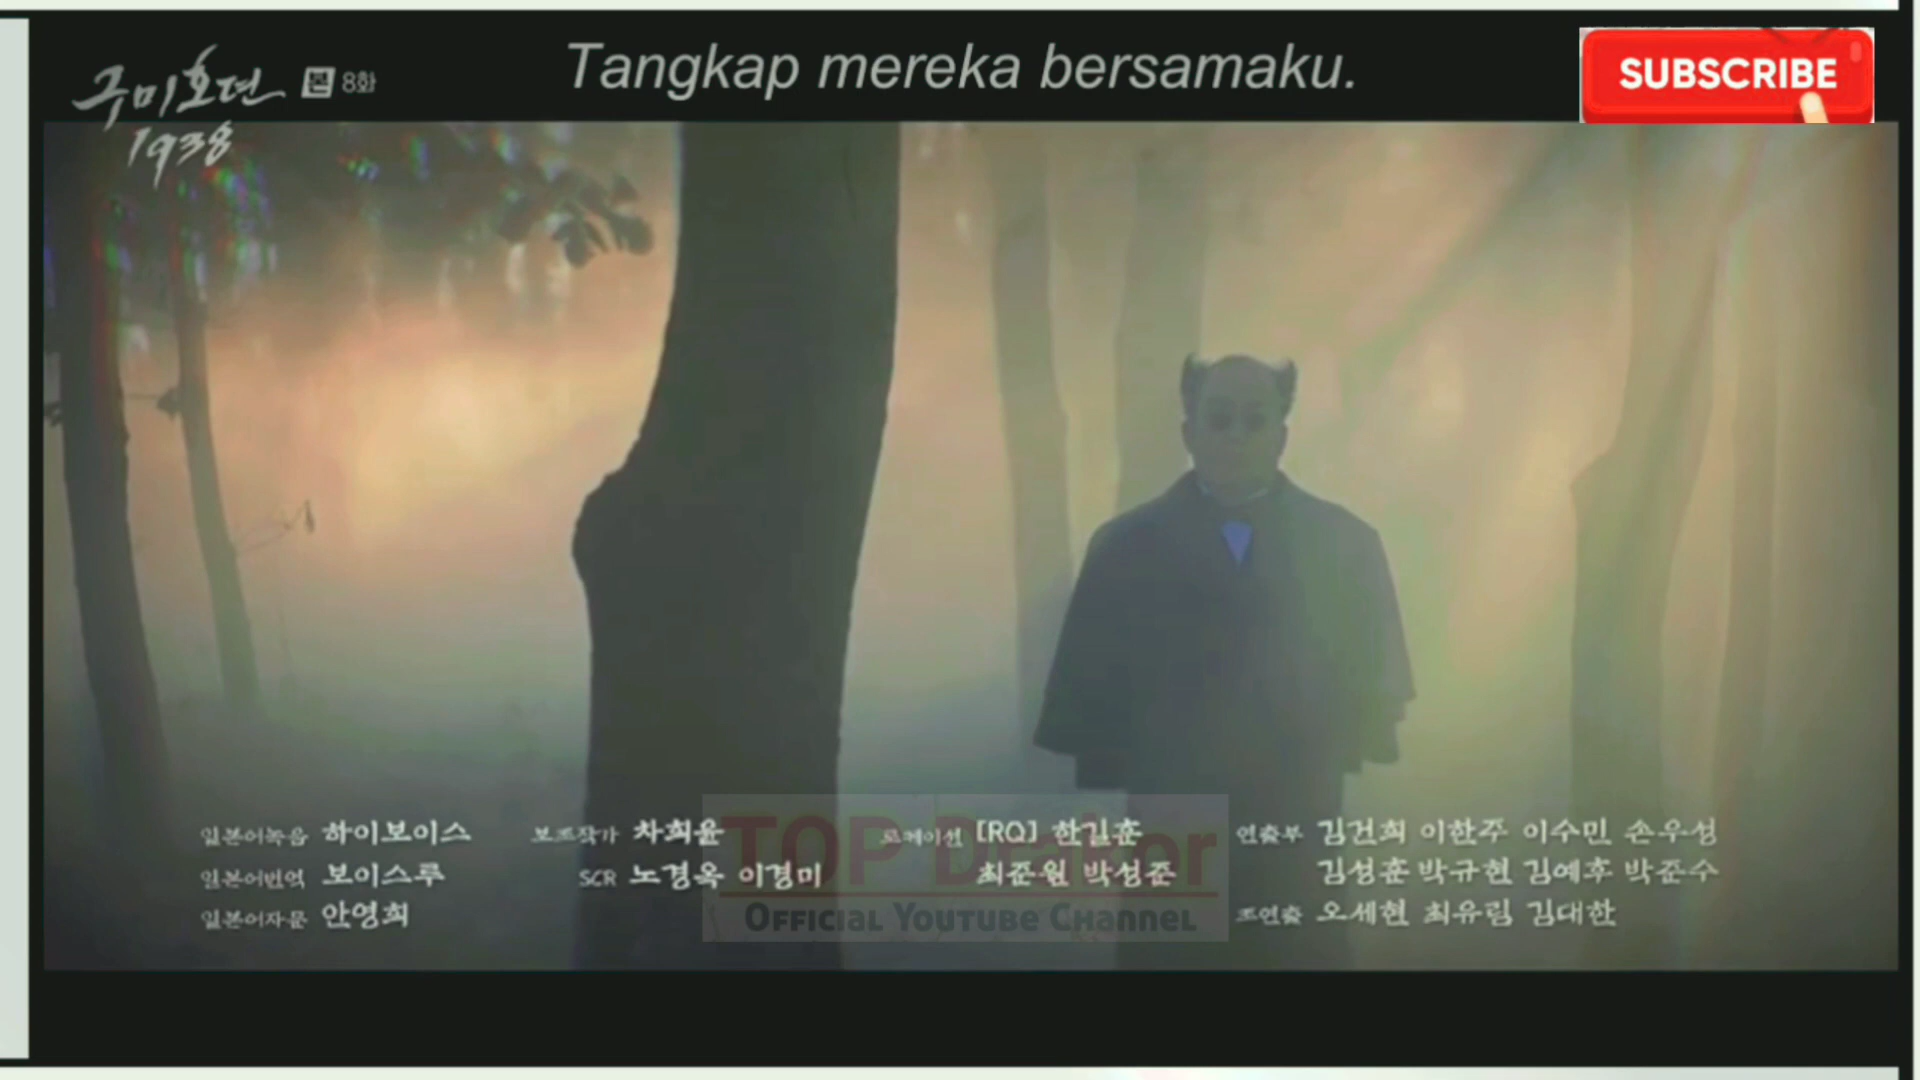 구미호뎐
1938
8화
Tangkap mereka bersamaku.
SUBSCRIBE
일본어녹음 하이보이스
일본어번역 보이스루
일본어자문 안영희
보조작가 차희윤
SCR 노경옥 이경미
로케이션 [RQ] 한길훈
최준원 박성준
연출부 김건희 이한주 이수민 손우성
김성훈 박규현 김예후 박준수
조연출 오세현 최유림 김대한
TOP Drakor
OFFICIAL YOUTUBE CHANNEL